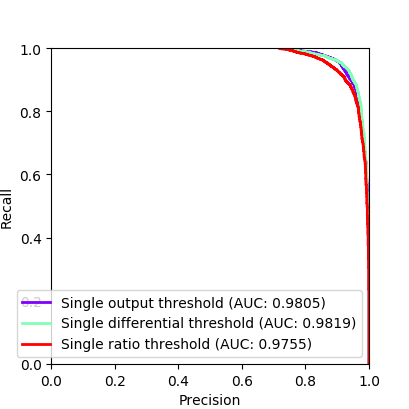 1.0
0.8
0.6
0.4
0.2
0.0
Recall
Single output threshold (AUC: 0.9805)
Single differential threshold (AUC: 0.9819)
Single ratio threshold (AUC: 0.9755)
0.0 0.2 0.4 0.6 0.8 1.0
Precision